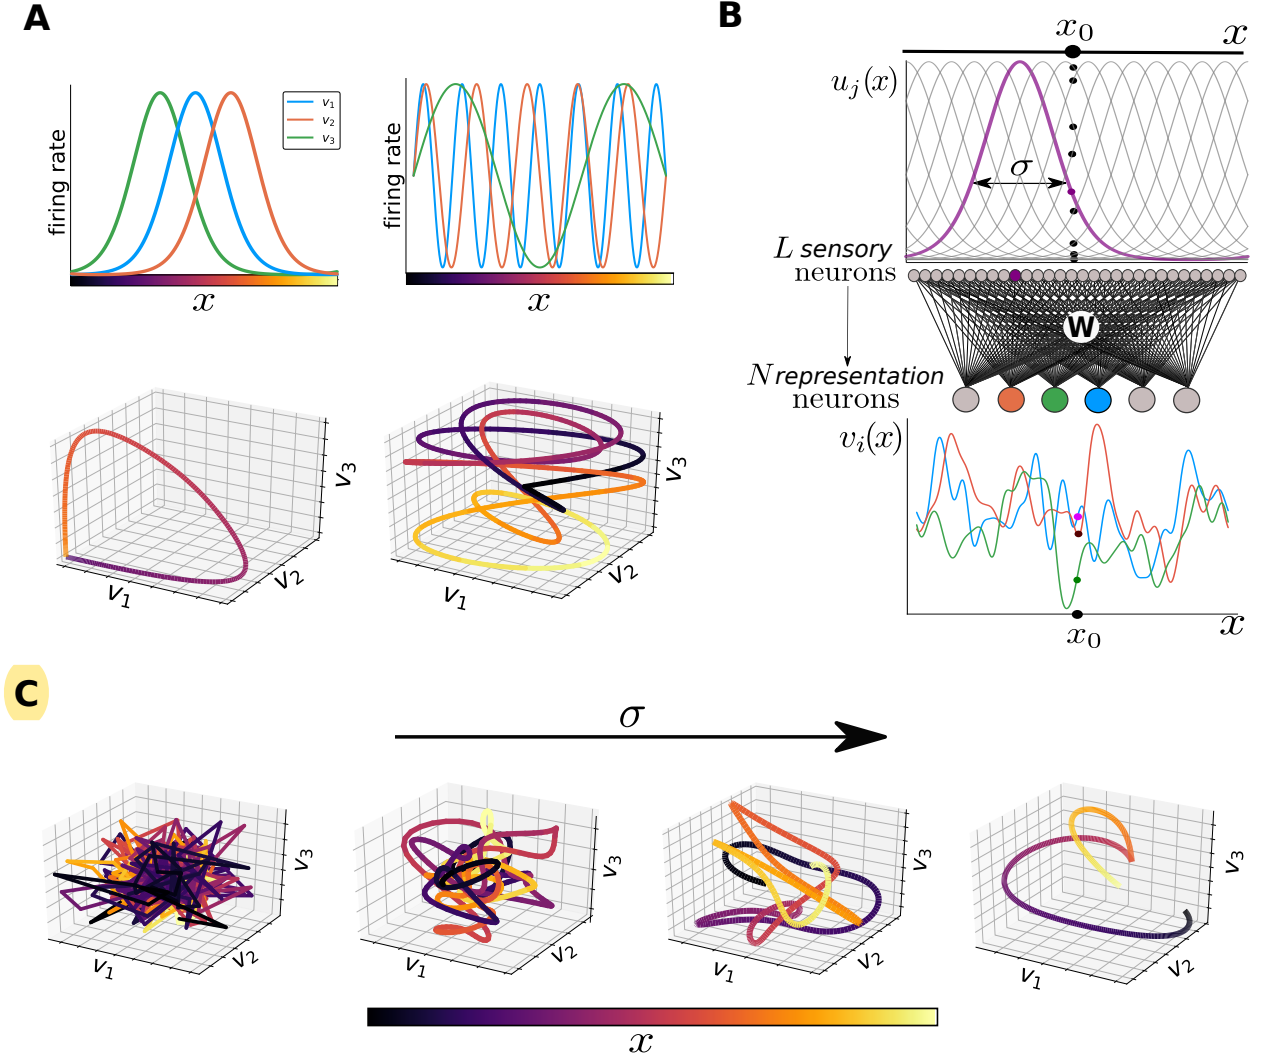 A
firing rate
v1
v2
v3
x
firing rate
x
v1
v2
v3
v1
v2
v3
B
x0
x
uj(x)
σ
L sensory
neurons
W
N representation
neurons
vi(x)
x0
x
C
σ
v1
v2
v3
v1
v2
v3
v1
v2
v3
v1
v2
v3
x